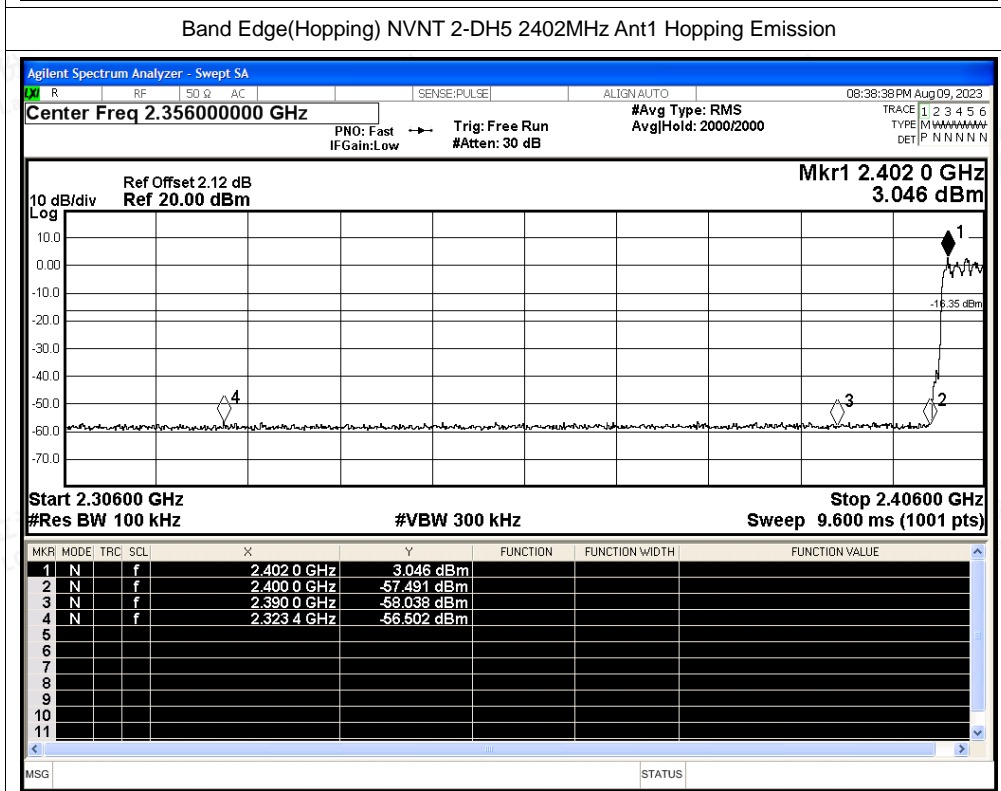 Band Edge(Hopping) NVNT 2-DH5 2402MHz Ant1 Hopping Emission
Agilent Spectrum Analyzer - Swept SA
LXI R RF 50 Ω AC SENSE:PULSE ALIGN AUTO 08:38:38 PM Aug 09, 2023
Center Freq 2.356000000 GHz #Avg Type: RMS TRACE 1 2 3 4 5 6
PNO: Fast Trig: Free Run Avg|Hold: 2000/2000 TYPE M
IFGain:Low #Atten: 30 dB DET P N N N N N
Mkr1 2.402 0 GHz
Ref Offset 2.12 dB
10 dB/div Ref 20.00 dBm 3.046 dBm
Log
10.0
1
0.00
-10.0
-16.35 dBm
-20.0
-30.0
-40.0
-50.0 4 3 2
-60.0
-70.0
Start 2.30600 GHz Stop 2.40600 GHz
#Res BW 100 kHz #VBW 300 kHz Sweep 9.600 ms (1001 pts)
MKR MODE TRC SCL X Y FUNCTION FUNCTION WIDTH FUNCTION VALUE
1 N f 2.402 0 GHz 3.046 dBm
2 N f 2.400 0 GHz -57.491 dBm
3 N f 2.390 0 GHz -58.038 dBm
4 N f 2.323 4 GHz -56.502 dBm
5
6
7
8
9
10
11
MSG STATUS